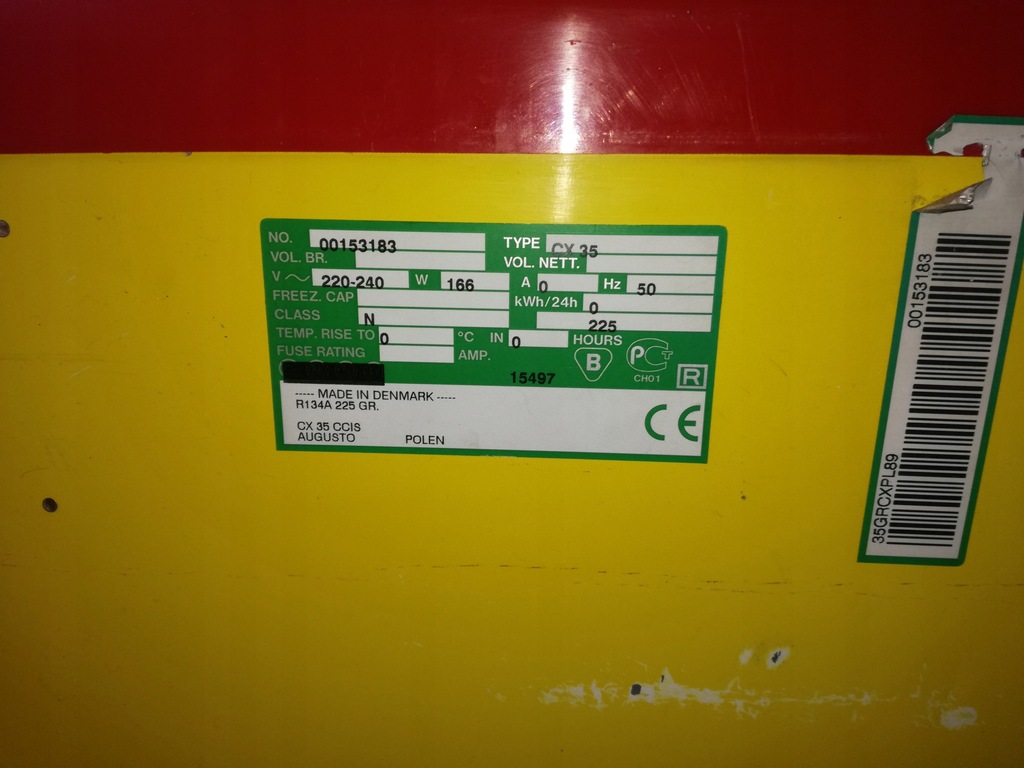 NO. 00153183 TYPE CX 35
VOL. BR. VOL. NETT.
V ~ 220-240 W 166 A 0 Hz 50
FREEZ. CAP kWh/24h 0
CLASS N 225
TEMP. RISE TO 0 °C IN 0 HOURS
FUSE RATING AMP.
B PCT
CH01
R
15497
----- MADE IN DENMARK -----
R134A 225 GR.
CX 35 CCIS
AUGUSTO POLEN
CE
00153183
35GRCXPL89